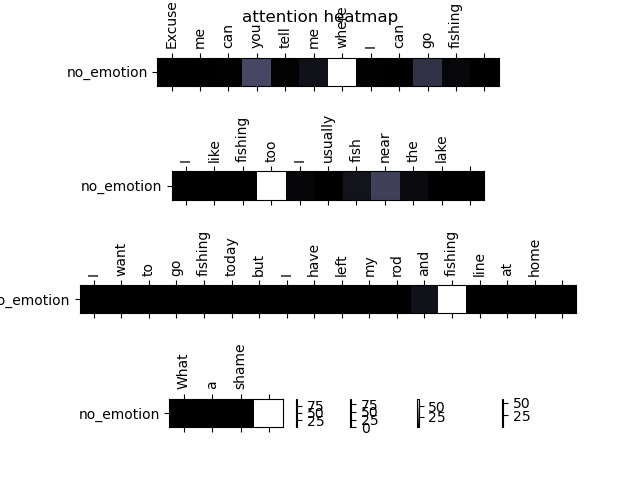 attention heatmap
Excuse me can you tell me where I can go fishing
no_emotion
I like fishing too I usually fish near the lake
no_emotion
I want to go fishing today but I have left my rod and fishing line at home
o_emotion
What a shame
no_emotion
75 50 25
75 50 25 0
50 25
50 25